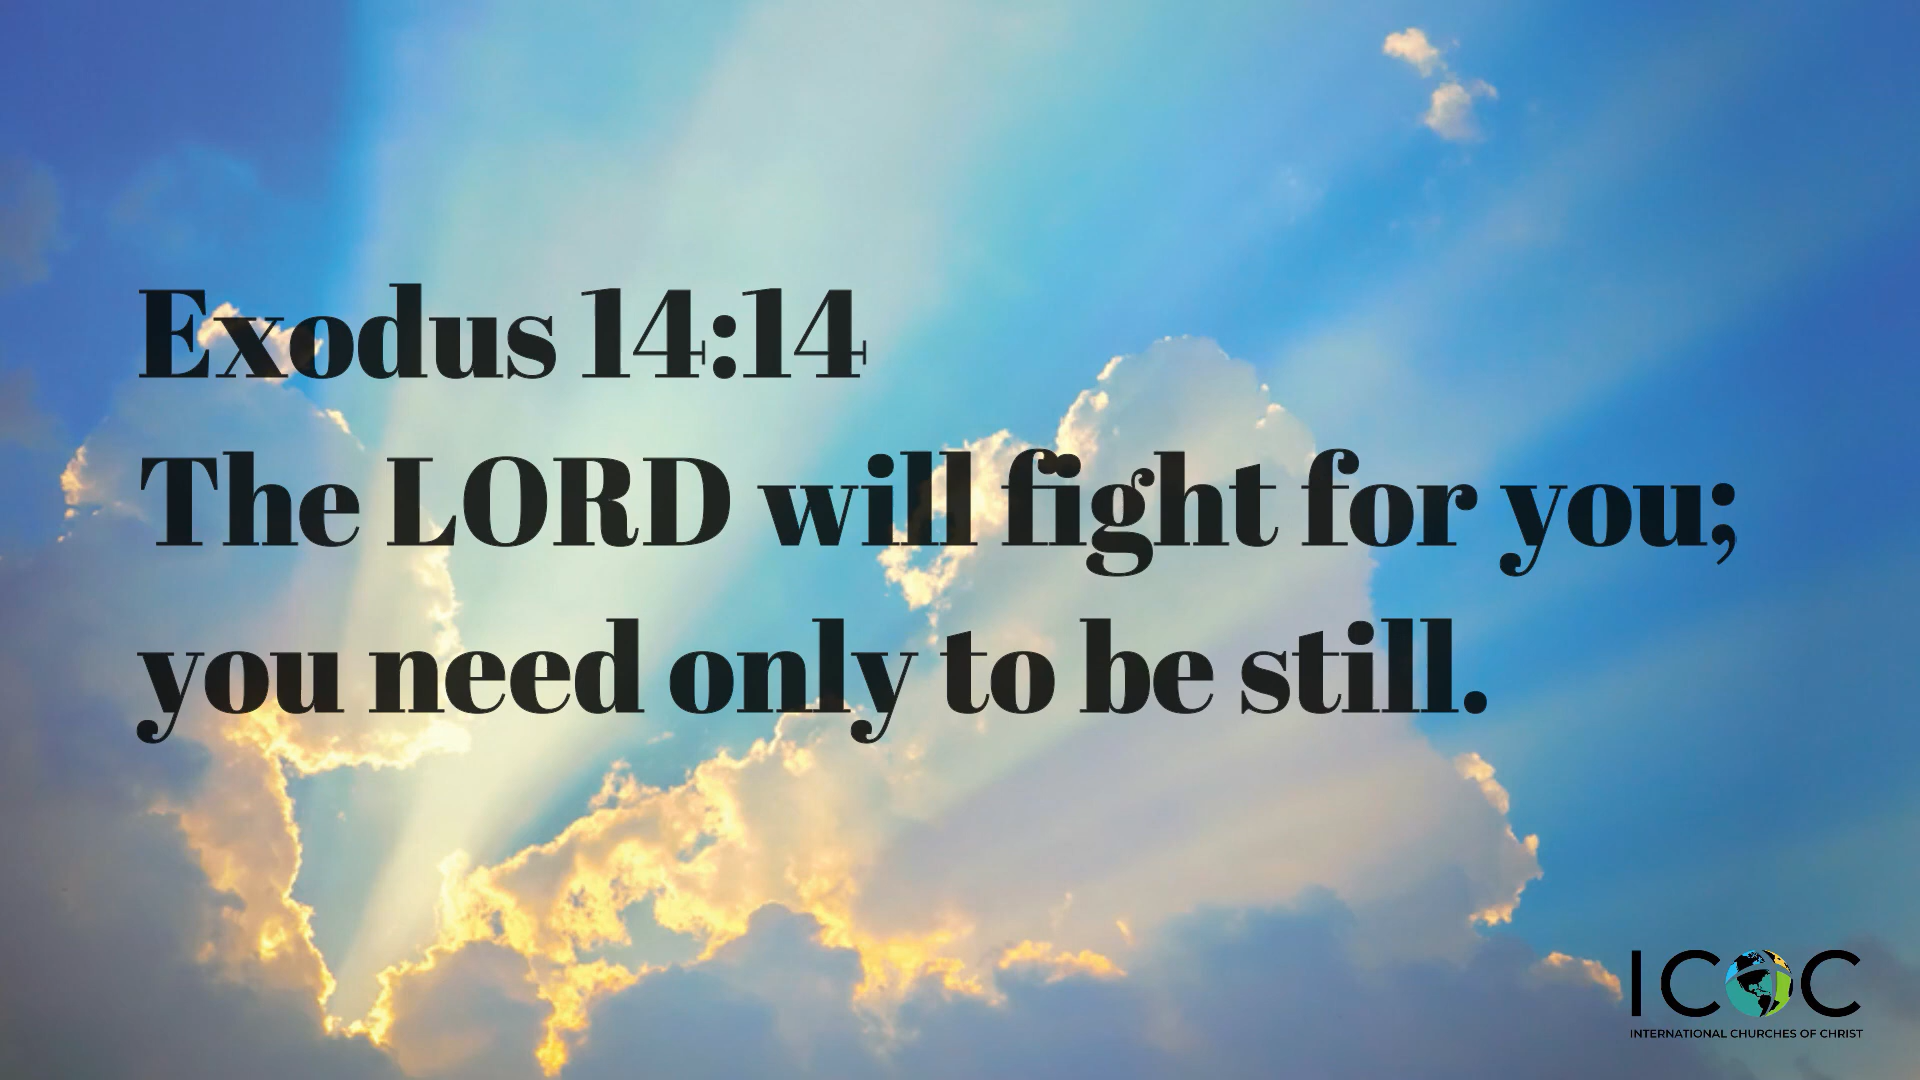 Exodus 14:14
The LORD will fight for you;
you need only to be still.
ICOC
INTERNATIONAL CHURCHES OF CHRIST